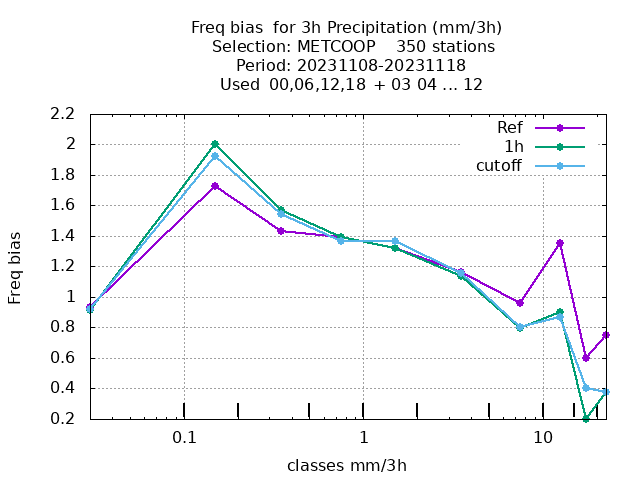 Freq bias  for 3h Precipitation (mm/3h)
Selection: METCOOP    350 stations
Period: 20231108-20231118
Used  00,06,12,18  + 03 04 ... 12
2.2
2
1.8
1.6
1.4
1.2
1
0.8
0.6
0.4
0.2
Freq bias
Ref
1h
cutoff
0.1
1
10
classes mm/3h